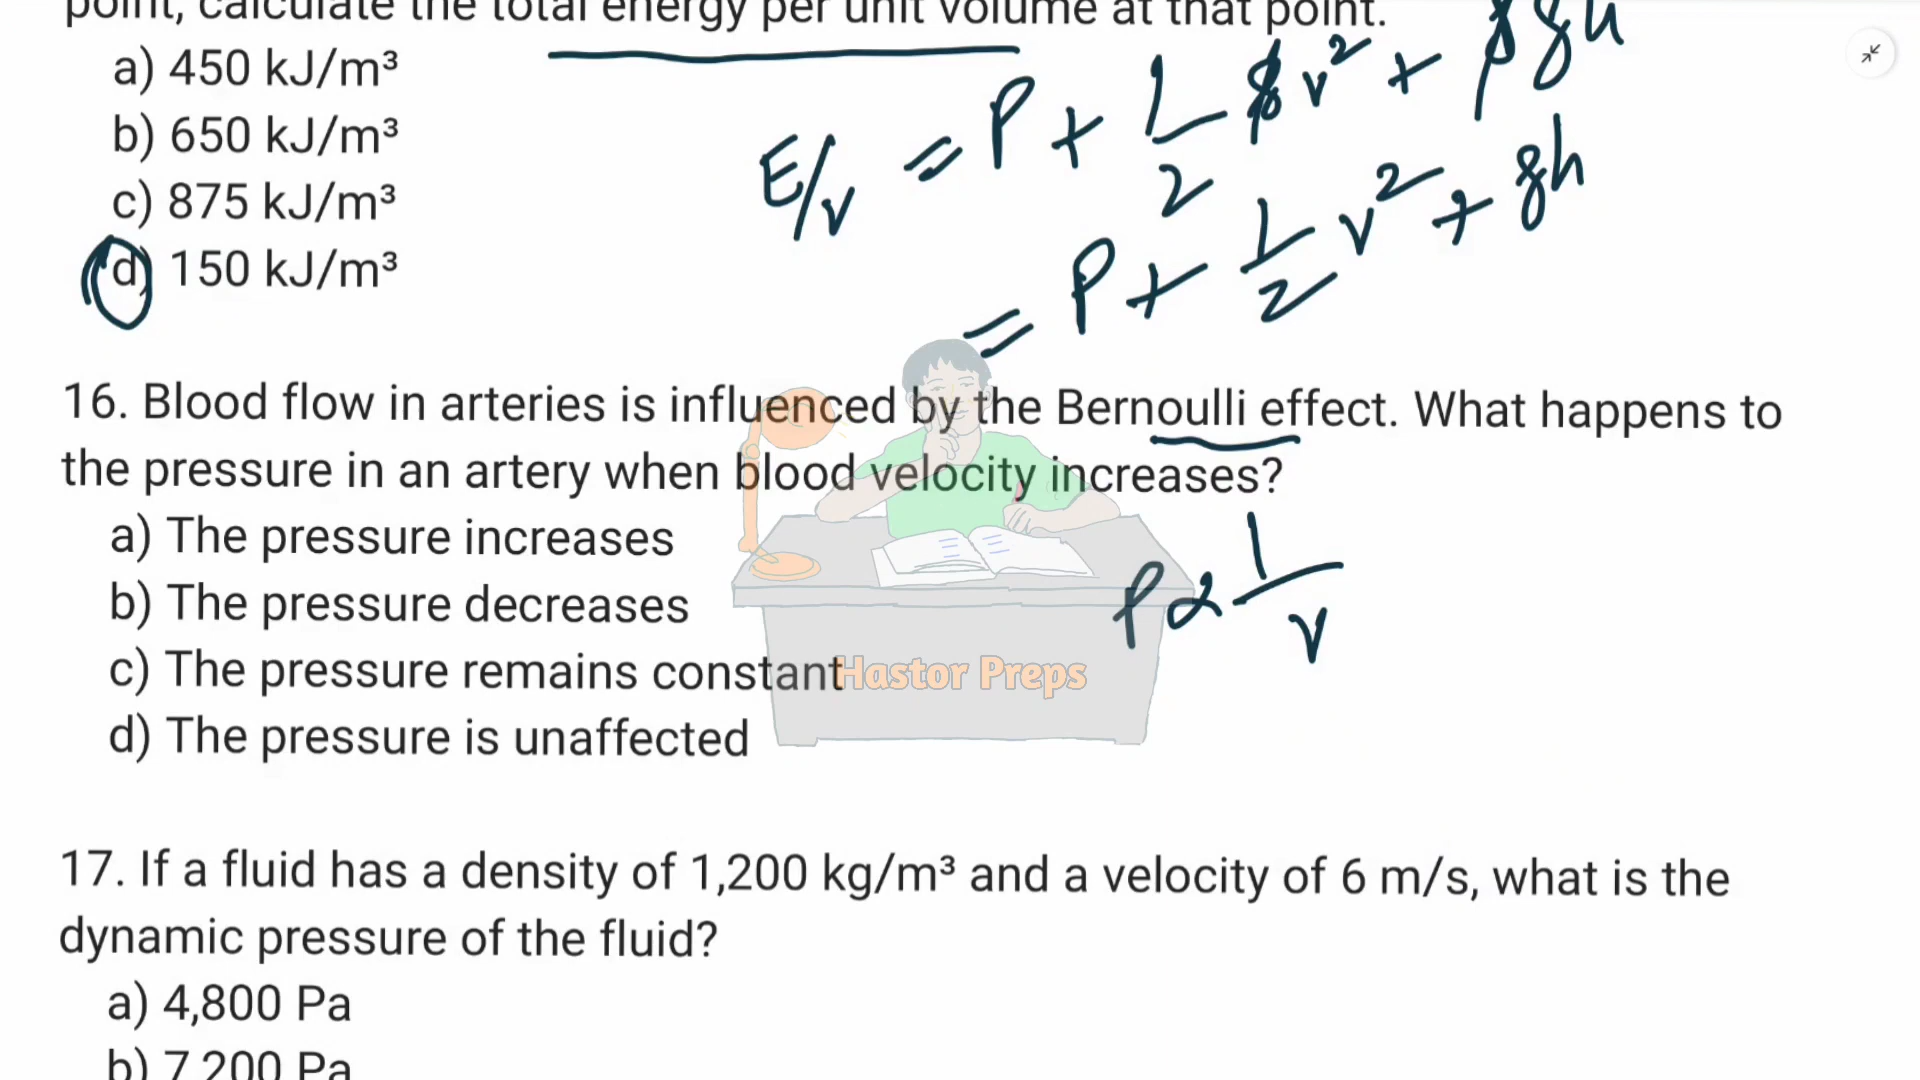 point, calculate the total energy per unit volume at that point.
a) 450 kJ/m³
b) 650 kJ/m³
c) 875 kJ/m³
d) 150 kJ/m³
E/v = P + 1/2 ρv² + ρgh
= P + 1/2 v² + gh
16. Blood flow in arteries is influenced by the Bernoulli effect. What happens to
the pressure in an artery when blood velocity increases?
a) The pressure increases
b) The pressure decreases
c) The pressure remains constant
d) The pressure is unaffected
P ∝ 1/v
Hastor Preps
17. If a fluid has a density of 1,200 kg/m³ and a velocity of 6 m/s, what is the
dynamic pressure of the fluid?
a) 4,800 Pa
b) 7,200 Pa